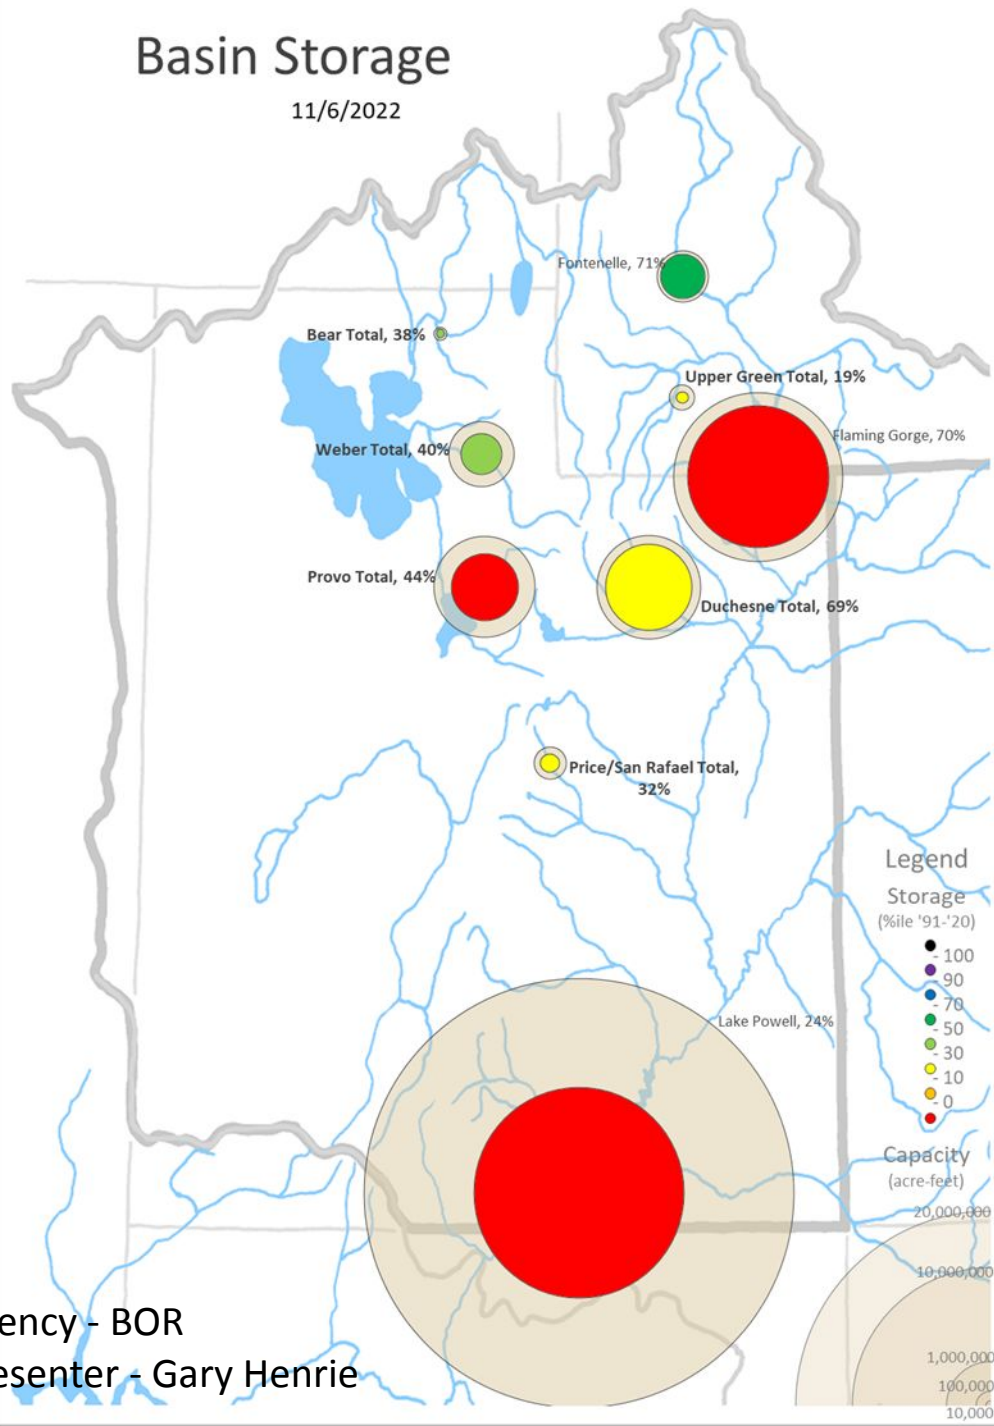 Basin Storage
11/6/2022
Fontenelle, 71%
Bear Total, 38%
Upper Green Total, 19%
Flaming Gorge, 70%
Weber Total, 40%
Provo Total, 44%
Duchesne Total, 69%
Price/San Rafael Total,
32%
Legend
Storage
(%ile '91-'20)
100
90
70
50
30
10
0
Lake Powell, 24%
Capacity
(acre-feet)
20,000,000
10,000,000
1,000,000
100,000
10,000
ency - BOR
esenter - Gary Henrie